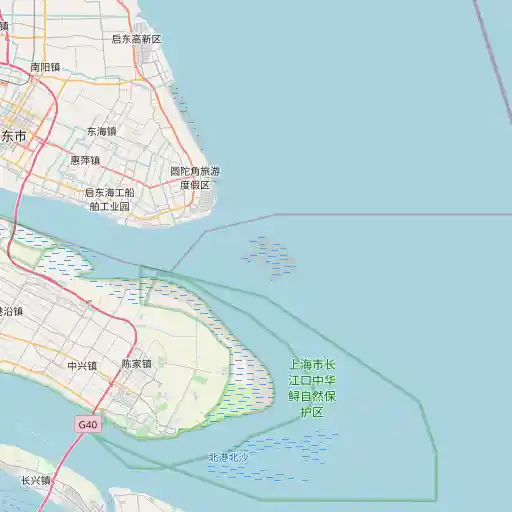 镇
启东高新区
南阳镇
东海镇
东市
惠萍镇
圆陀角旅游
度假区
启东海工船
舶工业园
港沿镇
中兴镇
陈家镇
上海市长
江口中华
鲟自然保
护区
G40
北港北沙
长兴镇